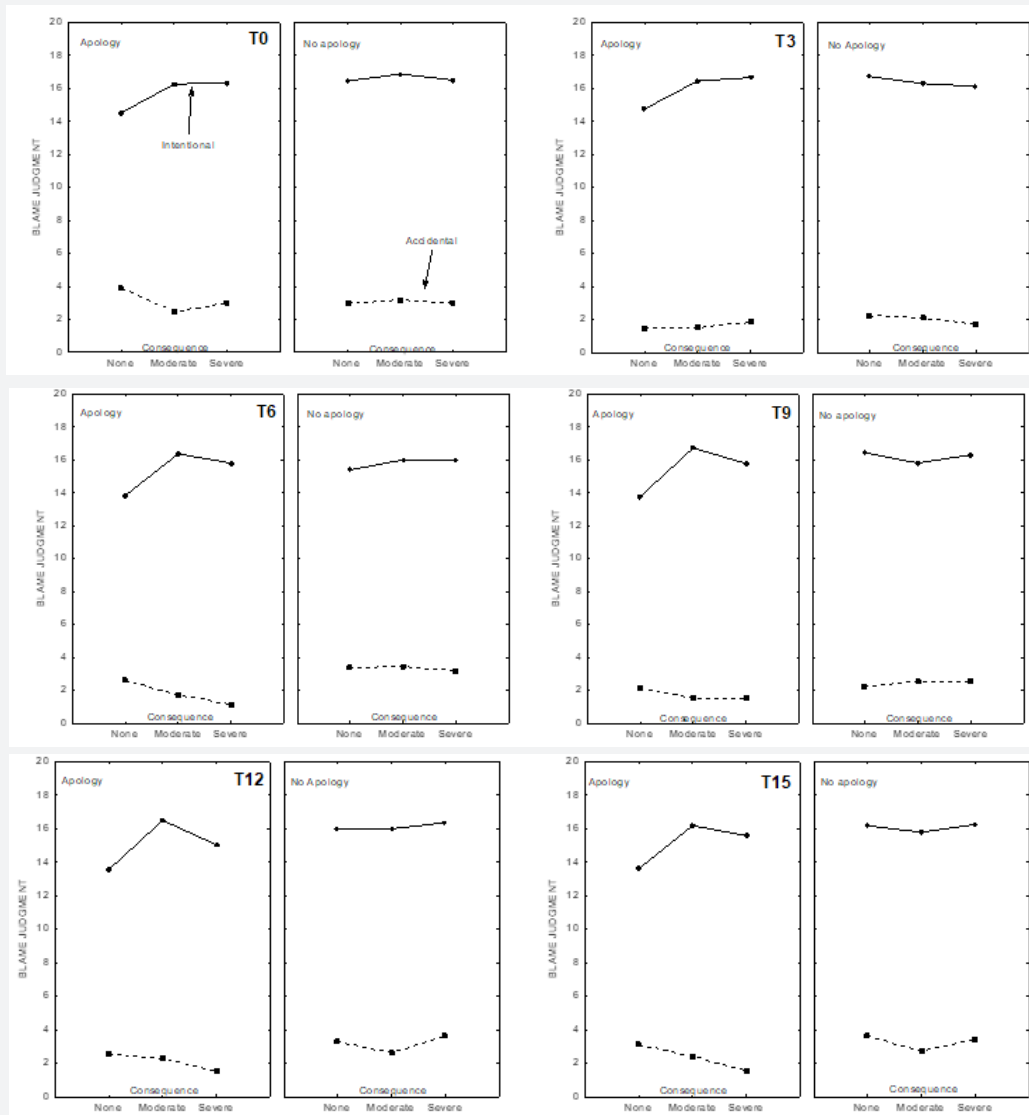 20
18
16
14
12
10
8
6
4
2
0
BLAME JUDGMENT
Apology
T0
Intentional
Consequence
None Moderate Severe
No apology
Accidental
Consequence
None Moderate Severe
20
18
16
14
12
10
8
6
4
2
0
BLAME JUDGMENT
Apology
T3
Consequence
None Moderate Severe
No Apology
Consequence
None Moderate Severe
20
18
16
14
12
10
8
6
4
2
0
BLAME JUDGMENT
Apology
T6
Consequence
None Moderate Severe
No apology
Consequence
None Moderate Severe
20
18
16
14
12
10
8
6
4
2
0
BLAME JUDGMENT
Apology
T9
Consequence
None Moderate Severe
No apology
Consequence
None Moderate Severe
20
18
16
14
12
10
8
6
4
2
0
BLAME JUDGMENT
Apology
T12
Consequence
None Moderate Severe
No Apology
Consequence
None Moderate Severe
20
18
16
14
12
10
8
6
4
2
0
BLAME JUDGMENT
Apology
T15
Consequence
None Moderate Severe
No apology
Consequence
None Moderate Severe